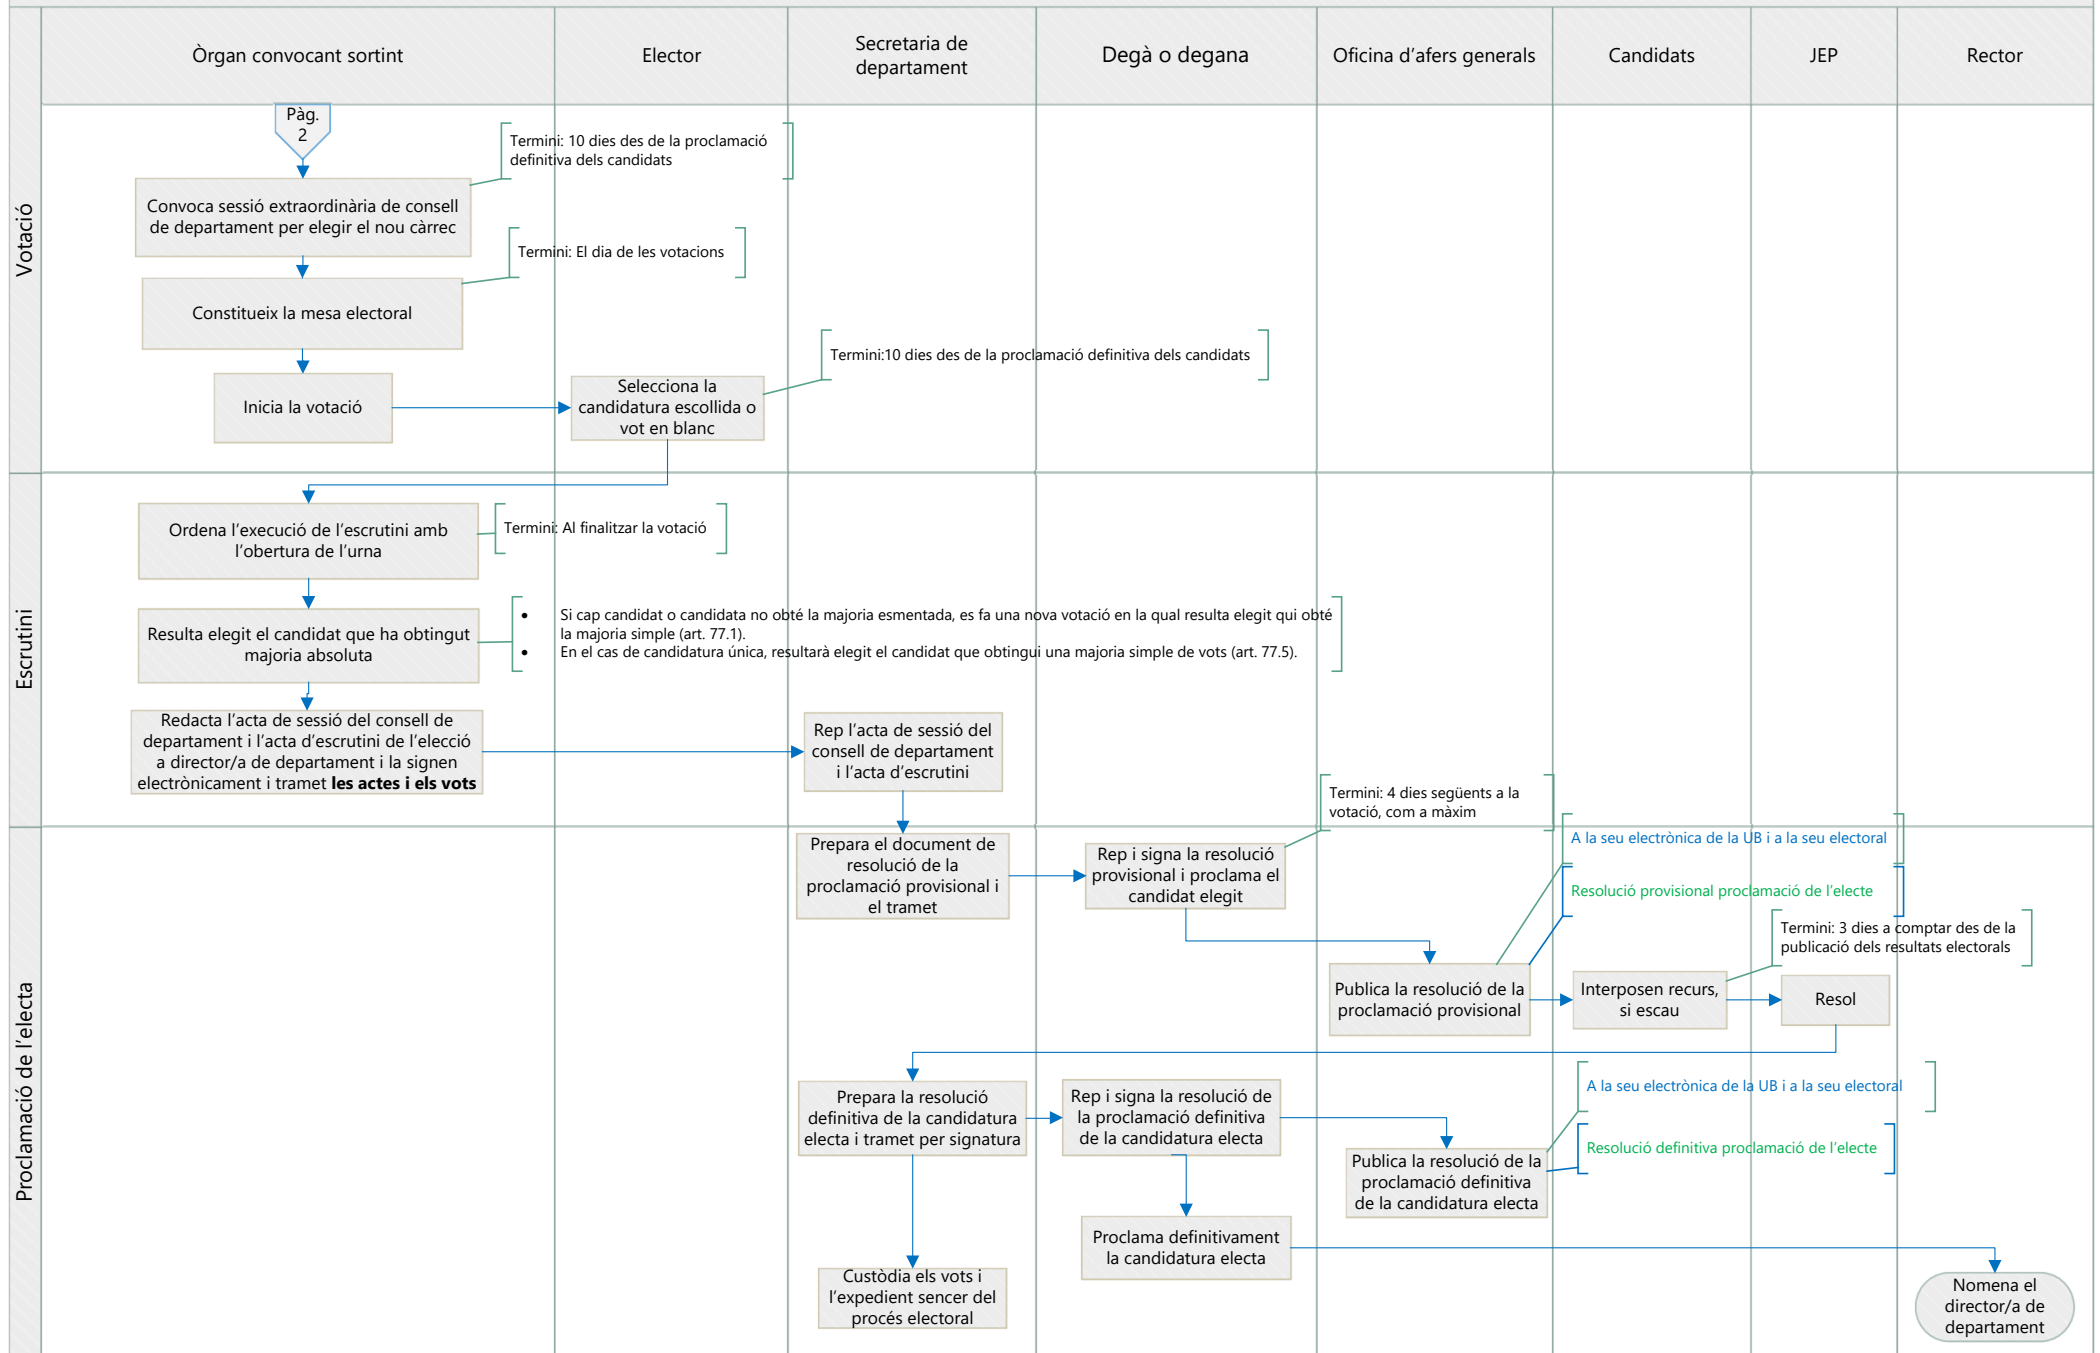 Òrgan convocant sortint
Elector
Secretaria de
departament
Degà o degana
Oficina d'afers generals
Candidats
JEP
Rector
Votació
Pàg.
2
Termini: 10 dies des de la proclamació
definitiva dels candidats
Convoca sessió extraordinària de consell
de departament per elegir el nou càrrec
Termini: El dia de les votacions
Constitueix la mesa electoral
Termini:10 dies des de la proclamació definitiva dels candidats
Inicia la votació
Selecciona la
candidatura escollida o
vot en blanc
Escrutini
Ordena l'execució de l'escrutini amb
l'obertura de l'urna
Termini: Al finalitzar la votació
Resulta elegit el candidat que ha obtingut
majoria absoluta
• Si cap candidat o candidata no obté la majoria esmentada, es fa una nova votació en la qual resulta elegit qui obté
la majoria simple (art. 77.1).
• En el cas de candidatura única, resultarà elegit el candidat que obtingui una majoria simple de vots (art. 77.5).
Redacta l'acta de sessió del consell de
departament i l'acta d'escrutini de l'elecció
a director/a de departament i la signen
electrònicament i tramet les actes i els vots
Rep l'acta de sessió del
consell de departament
i l'acta d'escrutini
Proclamació de l'electa
Prepara el document de
resolució de la
proclamació provisional i
el tramet
Rep i signa la resolució
provisional i proclama el
candidat elegit
Termini: 4 dies següents a la
votació, com a màxim
A la seu electrònica de la UB i a la seu electoral
Resolució provisional proclamació de l'electe
Termini: 3 dies a comptar des de la
publicació dels resultats electorals
Publica la resolució de la
proclamació provisional
Interposen recurs,
si escau
Resol
Prepara la resolució
definitiva de la candidatura
electa i tramet per signatura
Rep i signa la resolució de
la proclamació definitiva
de la candidatura electa
A la seu electrònica de la UB i a la seu electoral
Resolució definitiva proclamació de l'electe
Publica la resolució de la
proclamació definitiva
de la candidatura electa
Proclama definitivament
la candidatura electa
Custòdia els vots i
l'expedient sencer del
procés electoral
Nomena el
director/a de
departament